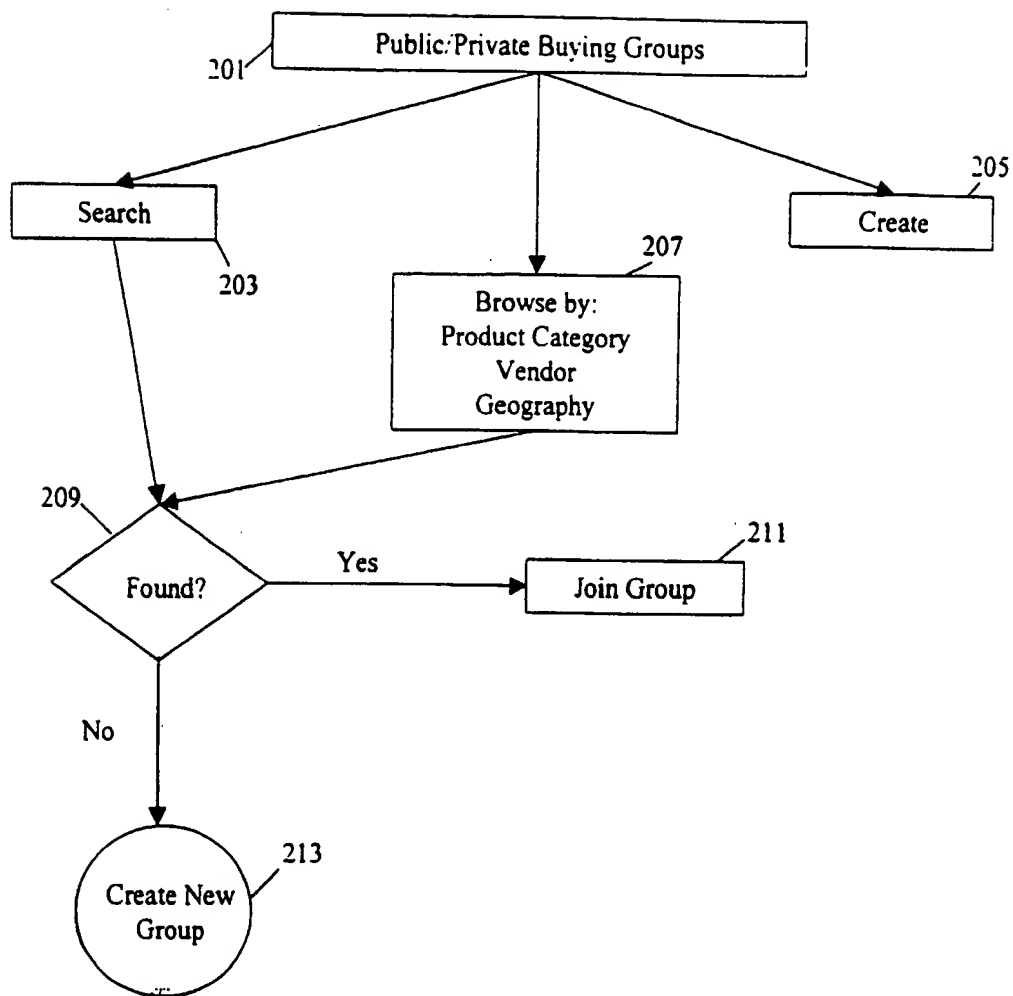 Public/Private Buying Groups
201
205
Search
Create
203
207
Browse by:
Product Category
Vendor
Geography
209
Found?
Yes
211
Join Group
No
213
Create New
Group